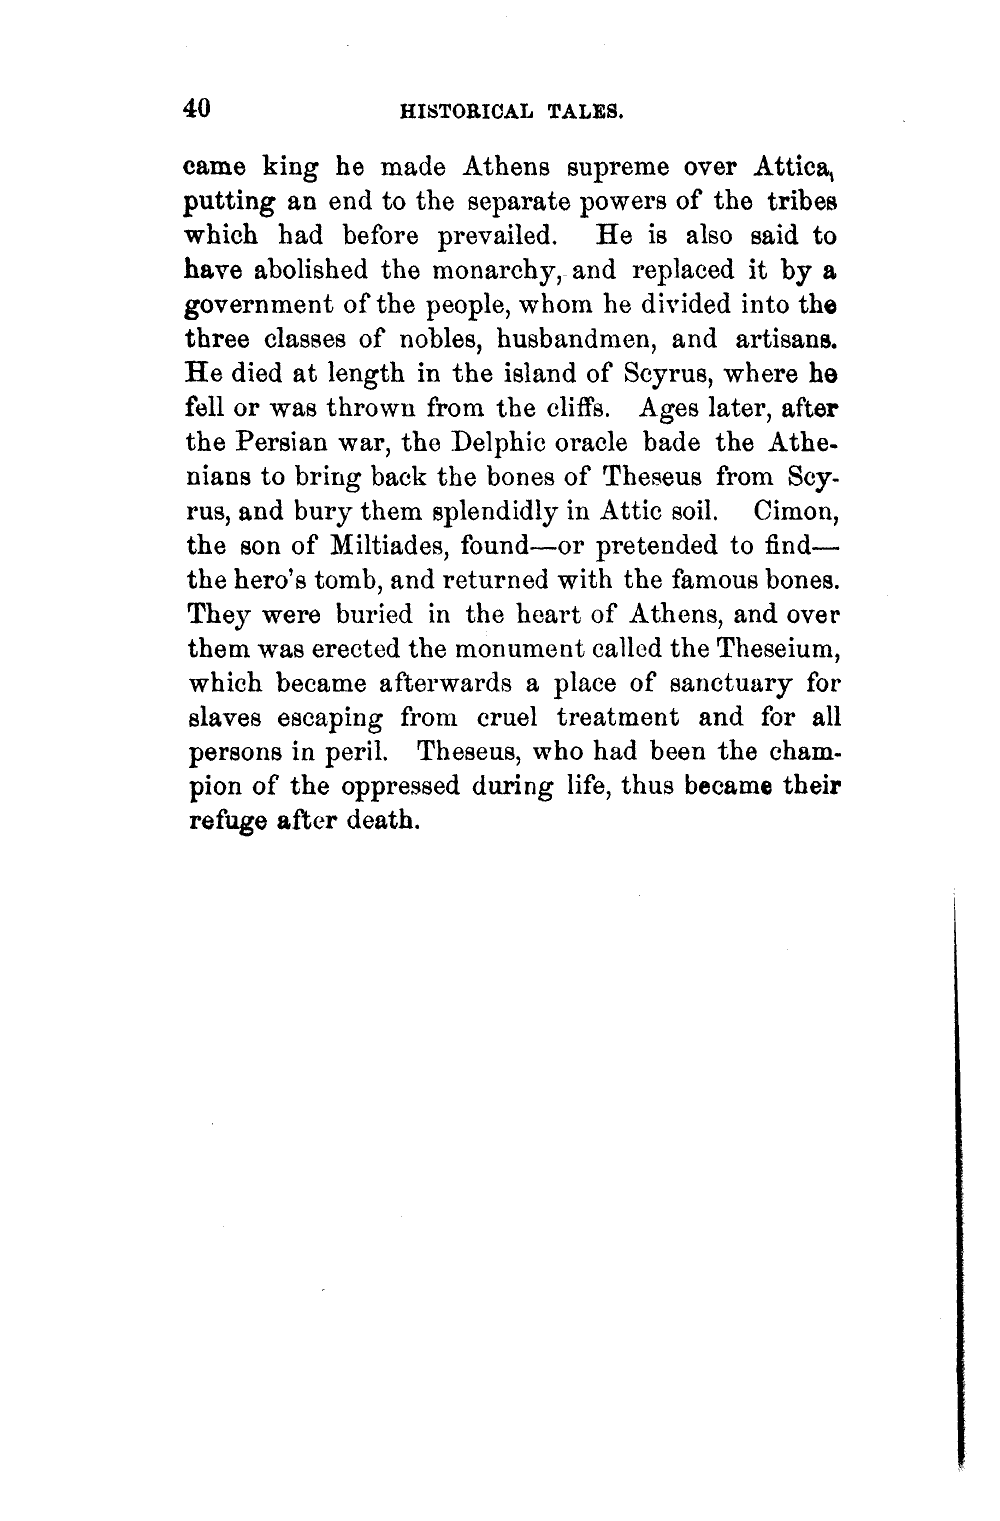 40 HISTORICAL TALES.
came king he made Athens supreme over Attica,
putting an end to the separate powers of the tribes
which had before prevailed. He is also said to
have abolished the monarchy, and replaced it by a
government of the people, whom he divided into the
three classes of nobles, husbandmen, and artisans.
He died at length in the island of Scyrus, where he
fell or was thrown from the cliffs. Ages later, after
the Persian war, the Delphic oracle bade the Athe-
nians to bring back the bones of Theseus from Scy-
rus, and bury them splendidly in Attic soil. Cimon,
the son of Miltiades, found—or pretended to find—
the hero's tomb, and returned with the famous bones.
They were buried in the heart of Athens, and over
them was erected the monument called the Theseium,
which became afterwards a place of sanctuary for
slaves escaping from cruel treatment and for all
persons in peril. Theseus, who had been the cham-
pion of the oppressed during life, thus became their
refuge after death.